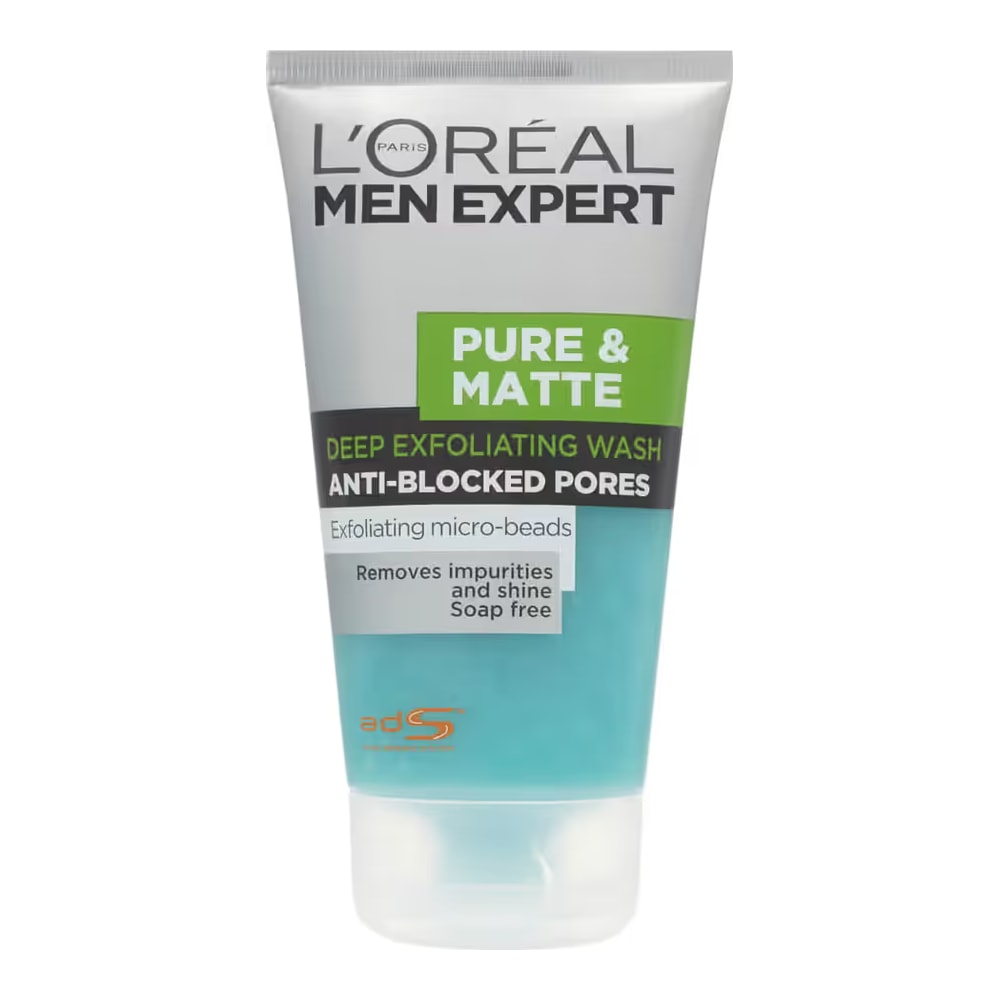 L'ORÉAL
PARIS
MEN EXPERT
PURE &
MATTE
DEEP EXFOLIATING WASH
ANTI-BLOCKED PORES
Exfoliating micro-beads
Removes impurities
and shine
Soap free
adS